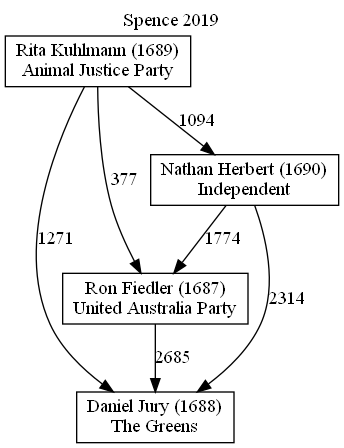 Spence 2019
Rita Kuhlmann (1689)
Animal Justice Party
1094
Nathan Herbert (1690)
Independent
377
1271
1774
Ron Fiedler (1687)
United Australia Party
2314
2685
Daniel Jury (1688)
The Greens